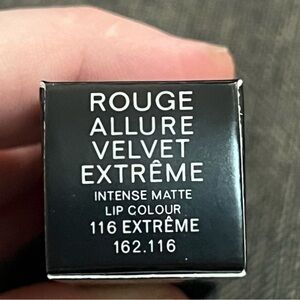 ROUGE
ALLURE
VELVET
EXTRÊME
INTENSE MATTE
LIP COLOUR
116 EXTRÊME
162.116